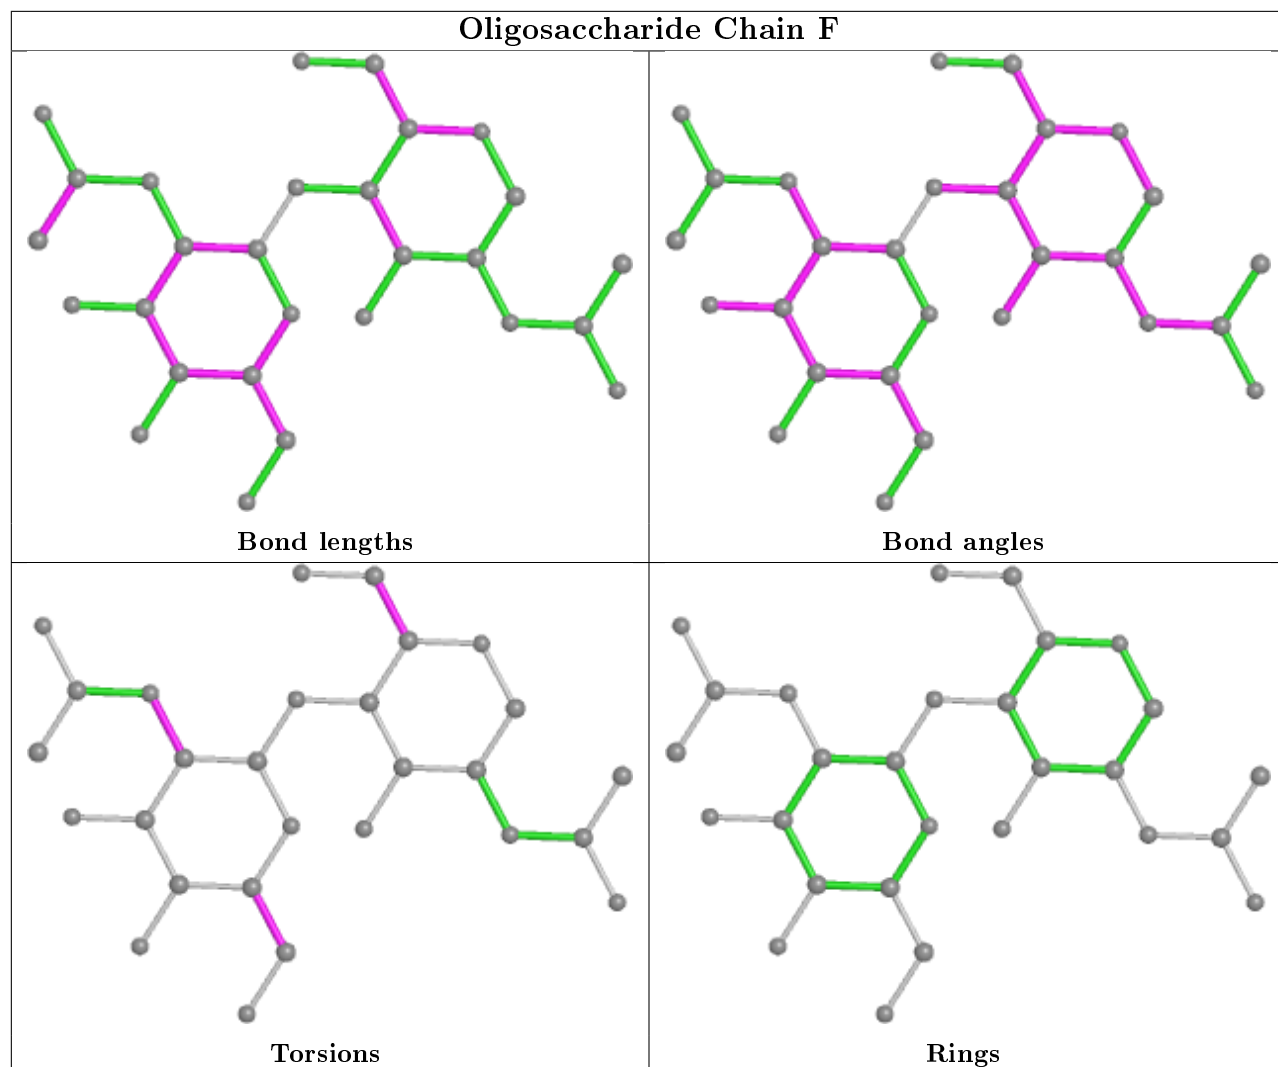 Oligosaccharide Chain F
Bond lengths
Bond angles
Torsions
Rings